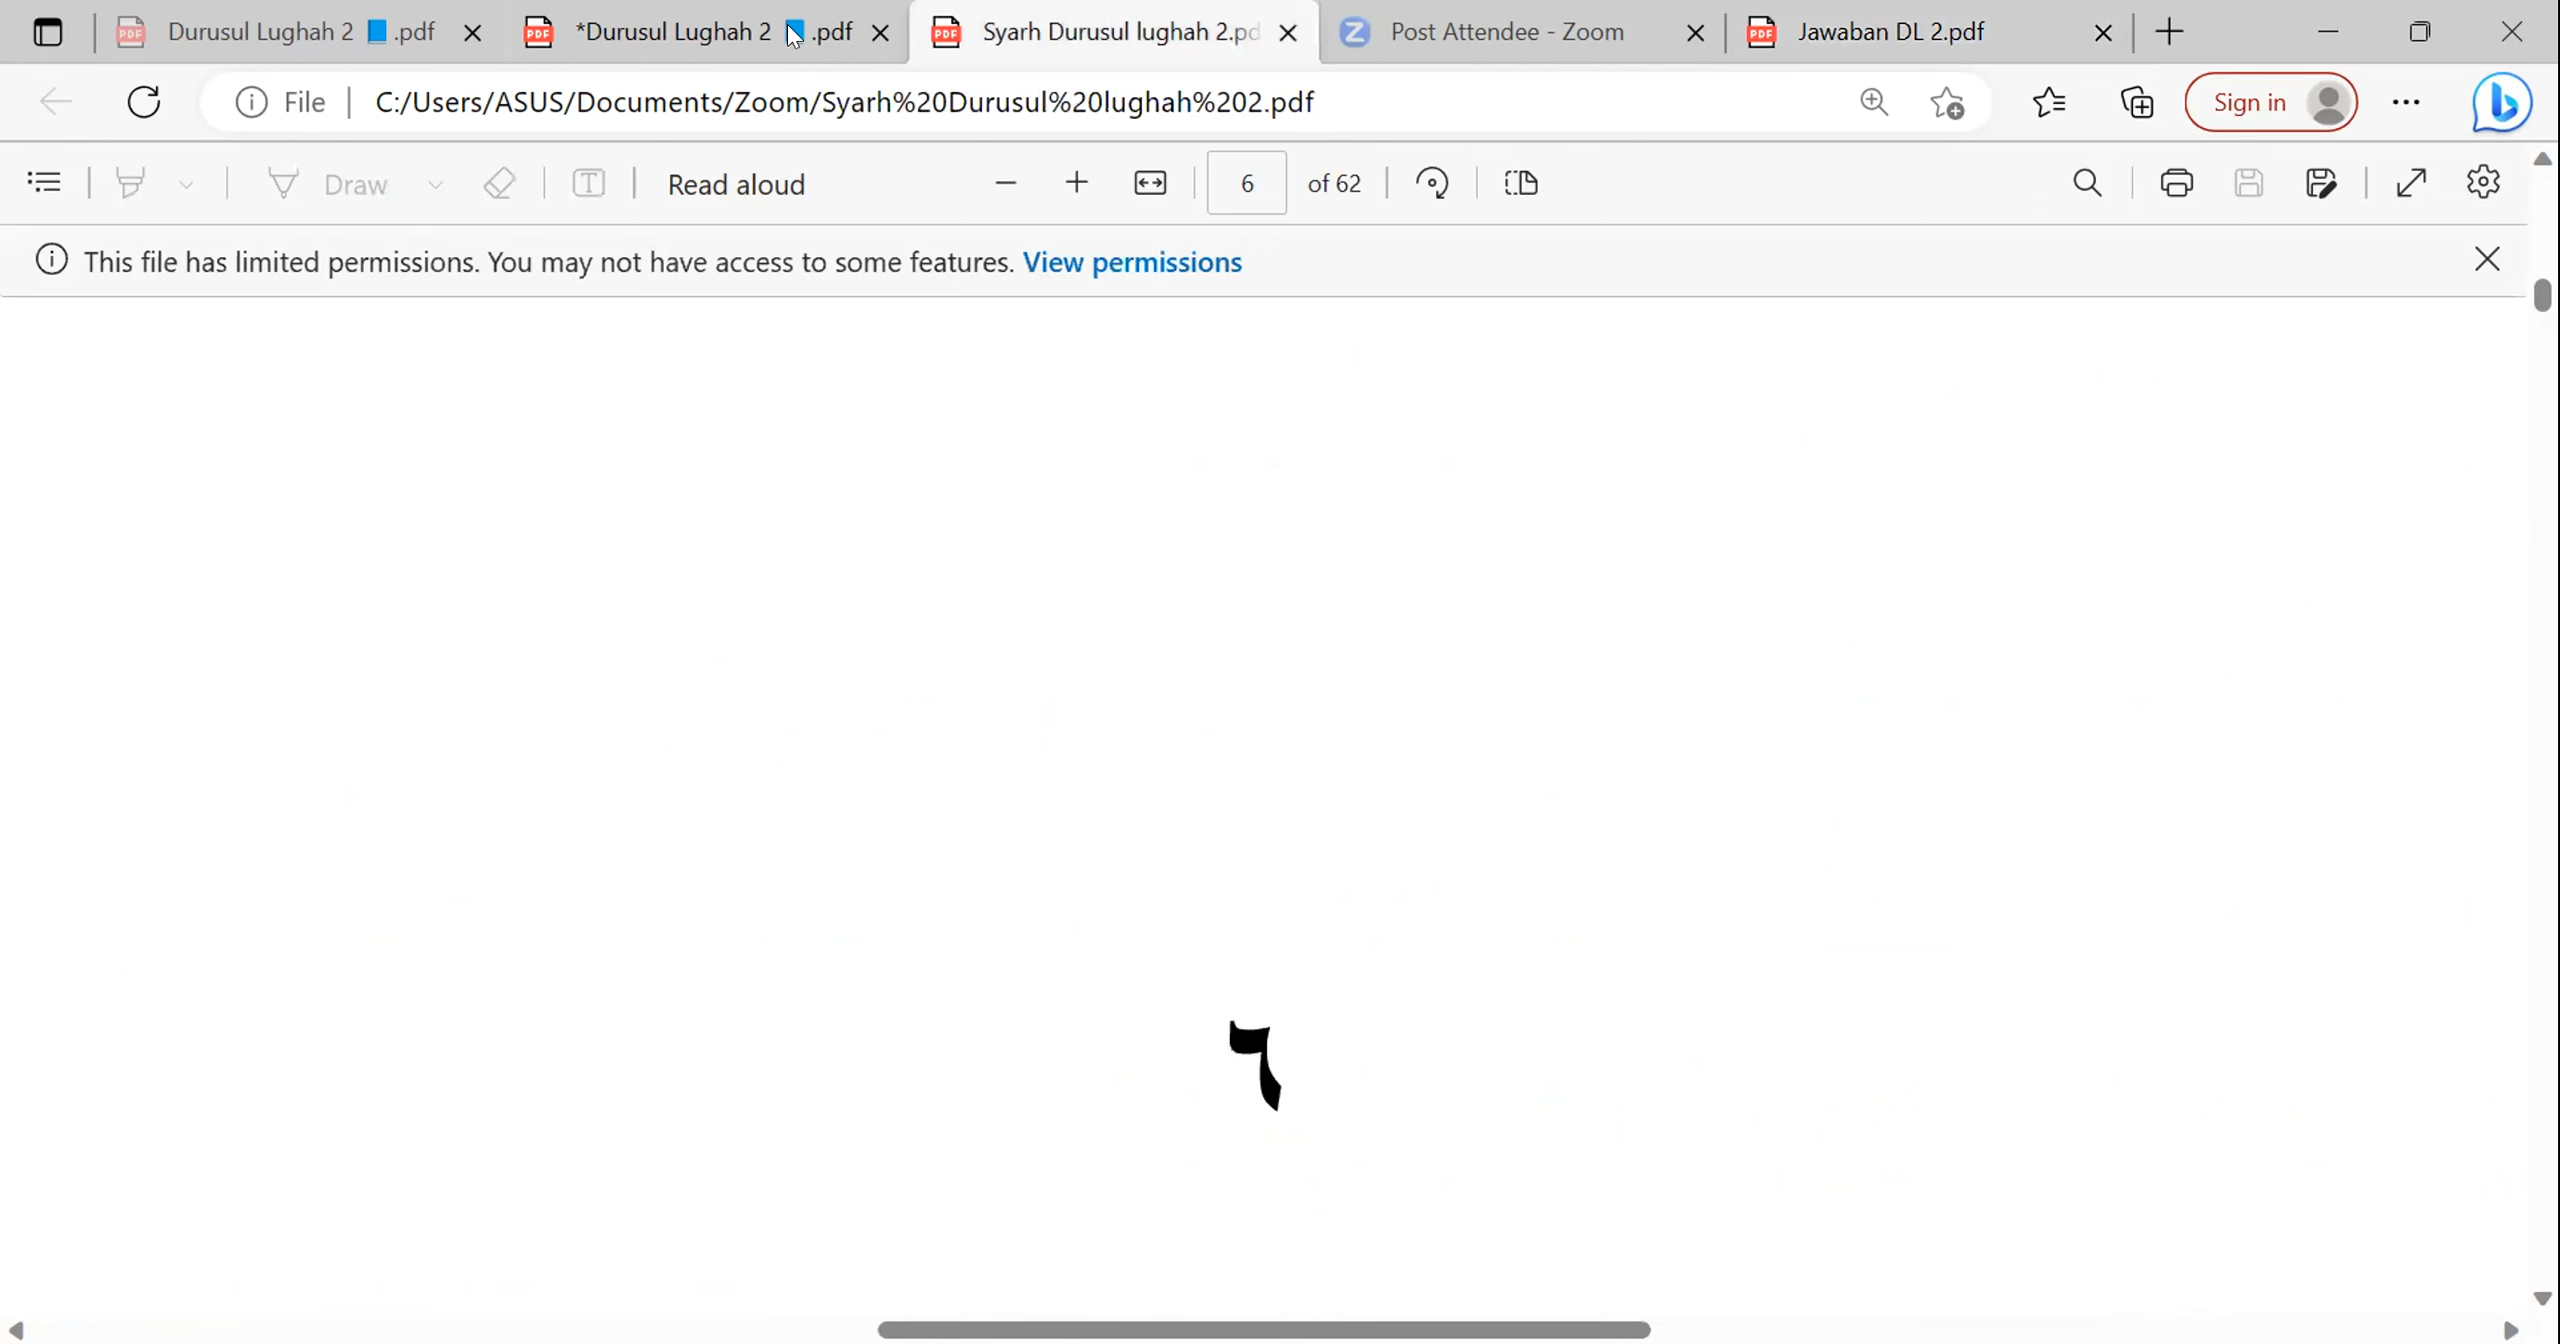 Durusul Lughah 2 📘.pdf
*Durusul Lughah 2 📘.pdf
Syarh Durusul lughah 2.pd
Post Attendee - Zoom
Jawaban DL 2.pdf
File
C:/Users/ASUS/Documents/Zoom/Syarh%20Durusul%20lughah%202.pdf
Sign in
Draw
Read aloud
6 of 62
This file has limited permissions. You may not have access to some features. View permissions
٦